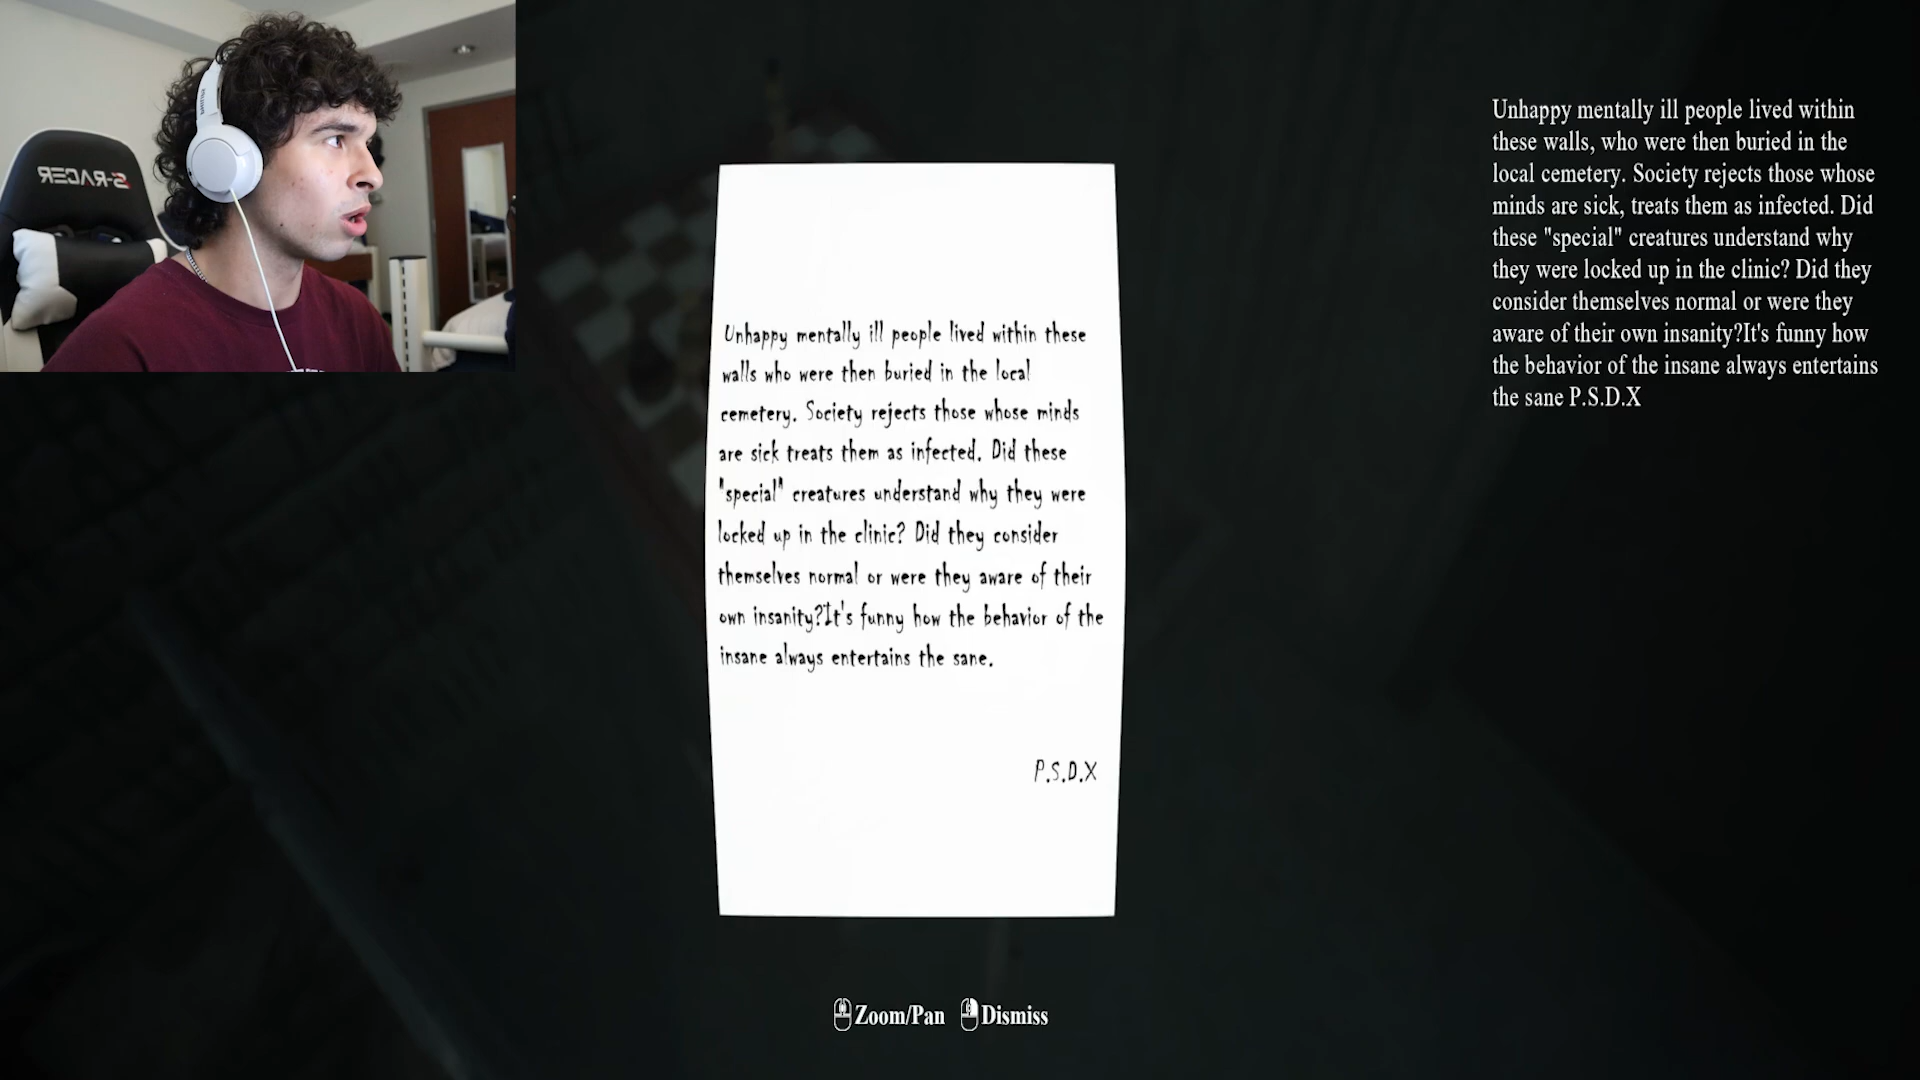 S-RACER
PHILIPS
Unhappy mentally ill people lived within these
walls who were then buried in the local
cemetery. Society rejects those whose minds
are sick treats them as infected. Did these
"special" creatures understand why they were
locked up in the clinic? Did they consider
themselves normal or were they aware of their
own insanity?It's funny how the behavior of the
insane always entertains the sane.
P.S.D.X
Unhappy mentally ill people lived within
these walls, who were then buried in the
local cemetery. Society rejects those whose
minds are sick, treats them as infected. Did
these "special" creatures understand why
they were locked up in the clinic? Did they
consider themselves normal or were they
aware of their own insanity?It's funny how
the behavior of the insane always entertains
the sane P.S.D.X
Zoom/Pan
Dismiss